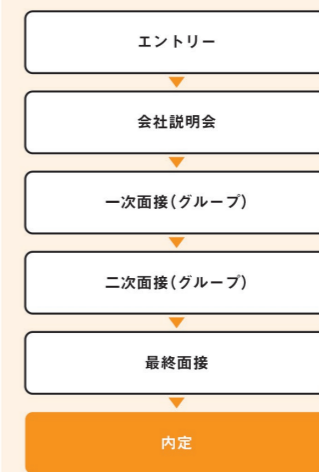 エントリー
会社説明会
一次面接(グループ)
二次面接(グループ)
最終面接
内定